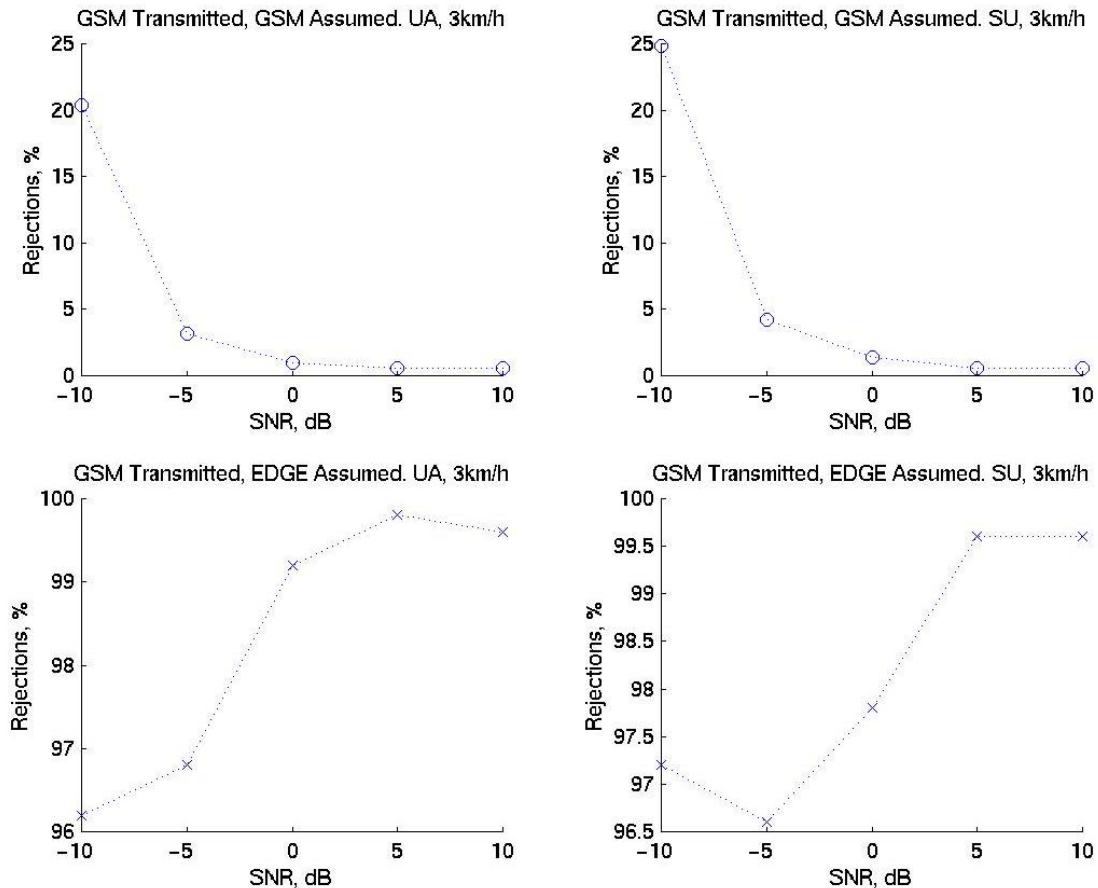 GSM Transmitted, GSM Assumed. UA, 3km/h
25
20
15
10
5
0
Rejections, %
-10 -5 0 5 10
SNR, dB
GSM Transmitted, GSM Assumed. SU, 3km/h
25
20
15
10
5
0
Rejections, %
-10 -5 0 5 10
SNR, dB
GSM Transmitted, EDGE Assumed. UA, 3km/h
100
99
98
97
96
Rejections, %
-10 -5 0 5 10
SNR, dB
GSM Transmitted, EDGE Assumed. SU, 3km/h
100
99.5
99
98.5
98
97.5
97
96.5
Rejections, %
-10 -5 0 5 10
SNR, dB